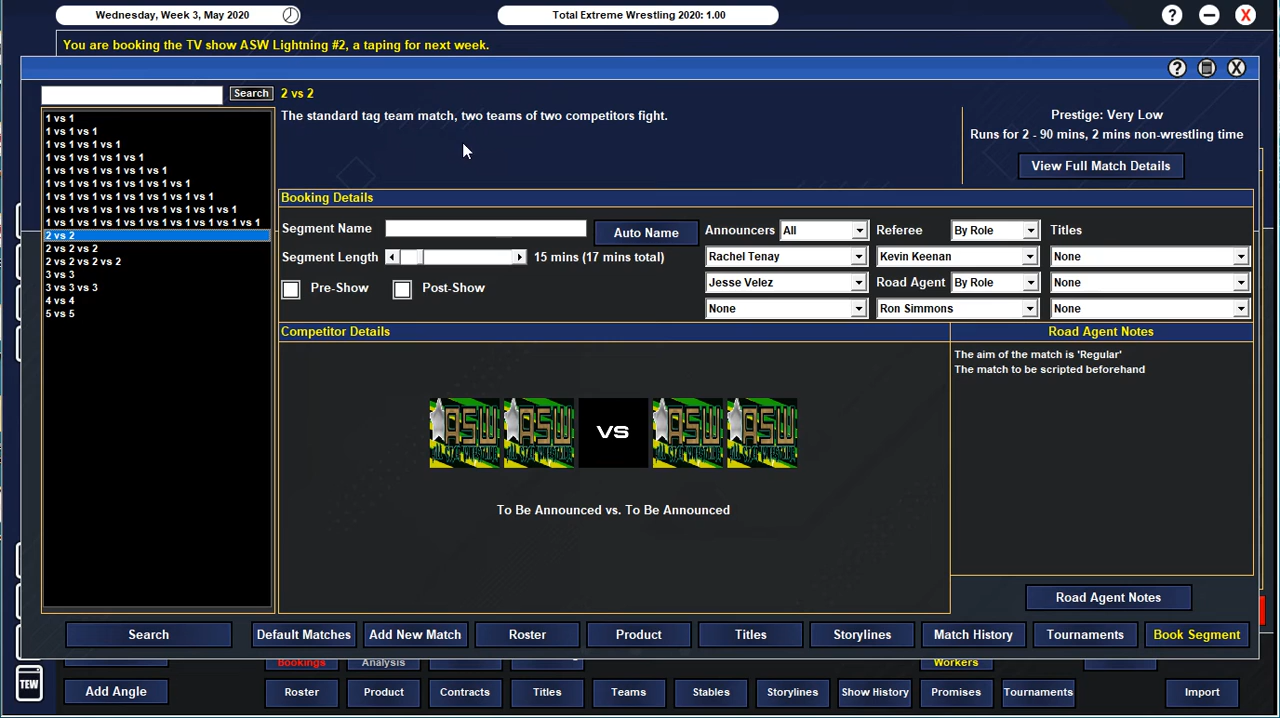 Wednesday, Week 3, May 2020
Total Extreme Wrestling 2020: 1.00
?
X
You are booking the TV show ASW Lightning #2, a taping for next week.
? X
Search
2 vs 2
The standard tag team match, two teams of two competitors fight.
Prestige: Very Low
Runs for 2 - 90 mins, 2 mins non-wrestling time
View Full Match Details
1 vs 1
1 vs 1 vs 1
1 vs 1 vs 1 vs 1
1 vs 1 vs 1 vs 1 vs 1
1 vs 1 vs 1 vs 1 vs 1 vs 1
1 vs 1 vs 1 vs 1 vs 1 vs 1 vs 1
1 vs 1 vs 1 vs 1 vs 1 vs 1 vs 1 vs 1
1 vs 1 vs 1 vs 1 vs 1 vs 1 vs 1 vs 1 vs 1
1 vs 1 vs 1 vs 1 vs 1 vs 1 vs 1 vs 1 vs 1 vs 1
2 vs 2
2 vs 2 vs 2
2 vs 2 vs 2 vs 2
3 vs 3
3 vs 3 vs 3
4 vs 4
5 vs 5
Booking Details
Segment Name
Auto Name
Announcers All
Referee By Role
Titles
Segment Length
15 mins (17 mins total)
Rachel Tenay
Kevin Keenan
None
Pre-Show
Post-Show
Jesse Velez
Road Agent By Role
None
None
Ron Simmons
None
Competitor Details
Road Agent Notes
The aim of the match is 'Regular'
The match to be scripted beforehand
ASW ASW VS ASW ASW
To Be Announced vs. To Be Announced
Road Agent Notes
Search
Default Matches
Add New Match
Roster
Product
Titles
Storylines
Match History
Tournaments
Book Segment
Bookings
Analysis
Workers
TEW
Add Angle
Roster
Product
Contracts
Titles
Teams
Stables
Storylines
Show History
Promises
Tournaments
Import